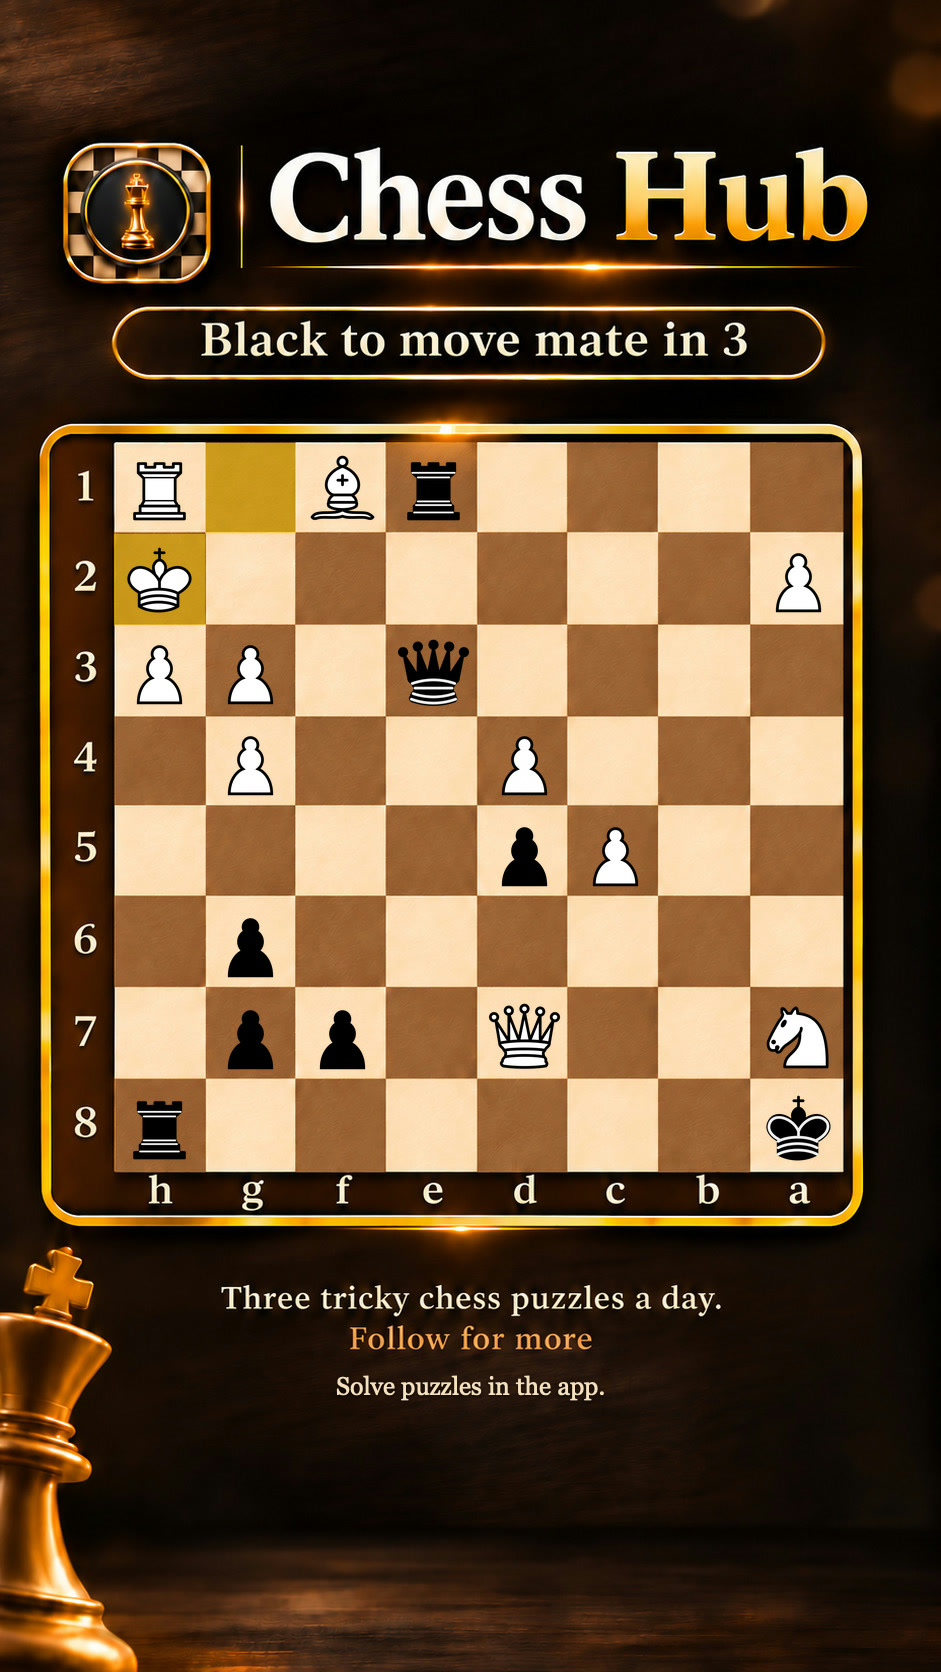 Chess Hub
Black to move mate in 3
1
2
3
4
5
6
7
8
h g f e d c b a
Three tricky chess puzzles a day.
Follow for more
Solve puzzles in the app.